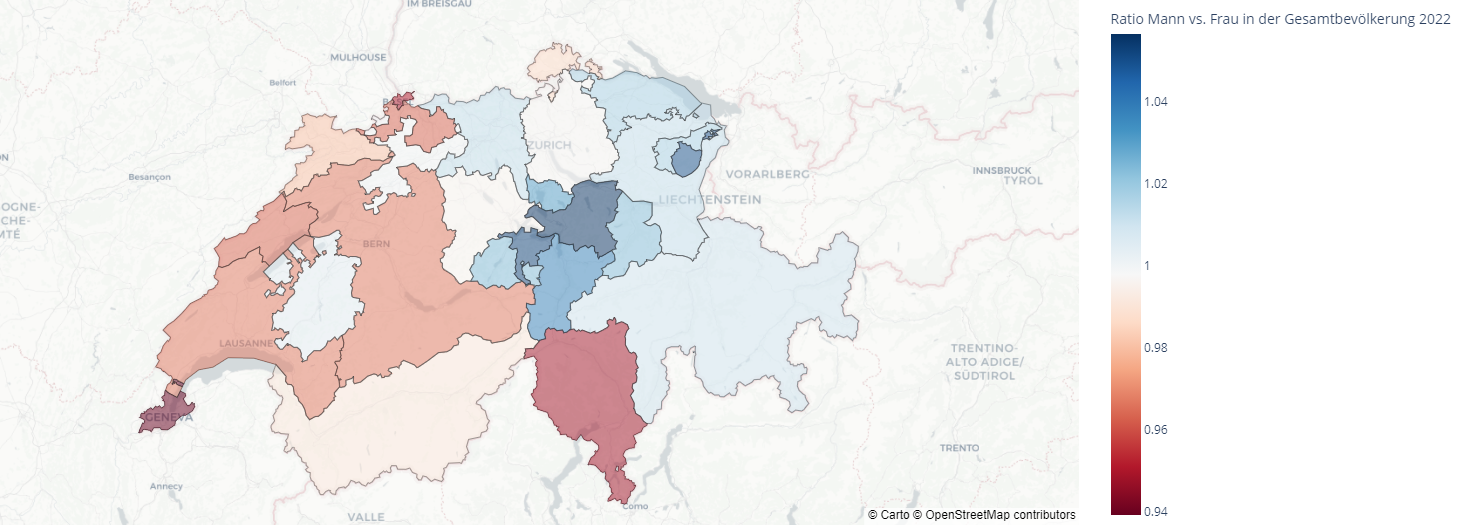 IM BREISGAU
Ratio Mann vs. Frau in der Gesamtbevölkerung 2022
MULHOUSE
Belfort
1.04
ZURICH
INNSBRUCK
VORARLBERG
TYROL
Besançon
1.02
LIECHTENSTEIN
OGNE-
CHE-
MTÉ
BERN
1
LAUSANNE
0.98
TRENTINO-
ALTO ADIGE/
SÜDTIROL
GENEVA
0.96
TRENTO
Annecy
Como
VALLE
© Carto © OpenStreetMap contributors
0.94